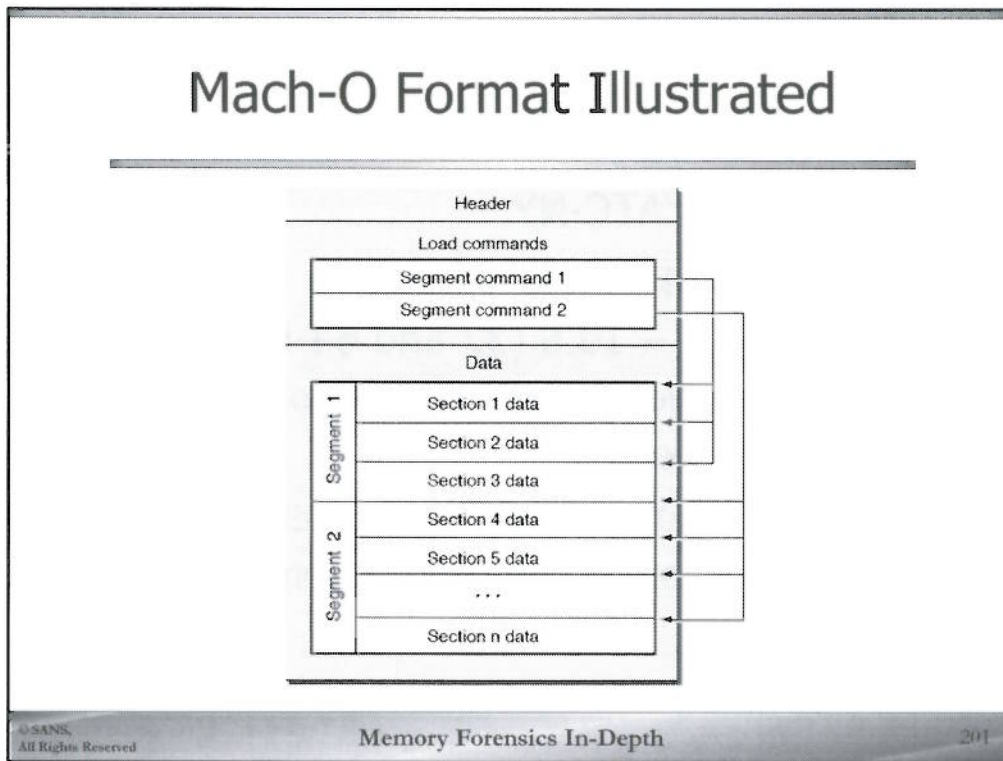 Mach-O Format Illustrated
Header
Load commands
Segment command 1
Segment command 2
Data
Segment 1
Section 1 data
Section 2 data
Section 3 data
Segment 2
Section 4 data
Section 5 data
...
Section n data
© SANS,
All Rights Reserved
Memory Forensics In-Depth
201